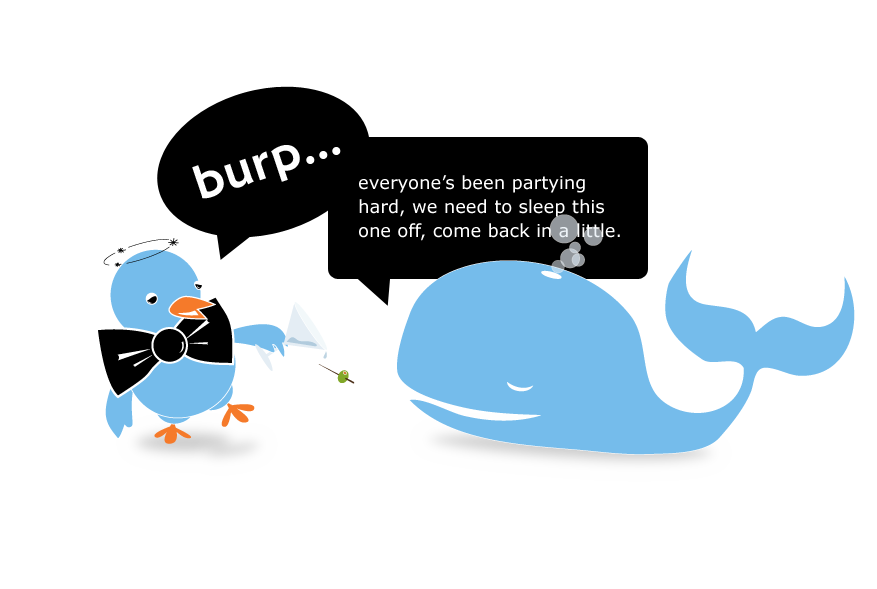 burp...
everyone’s been partying
hard, we need to sleep this
one off, come back in a little.